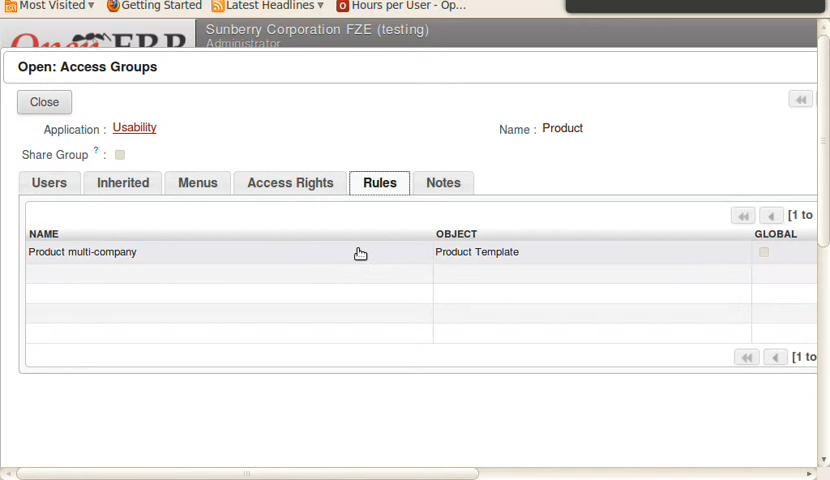 Most Visited Getting Started Latest Headlines Hours per User - Op...
Open ERP Sunberry Corporation FZE (testing)
Administrator
Open: Access Groups
Close
Application : Usability Name : Product
Share Group ? :
Users Inherited Menus Access Rights Rules Notes
[1 to
NAME OBJECT GLOBAL
Product multi-company Product Template
[1 to